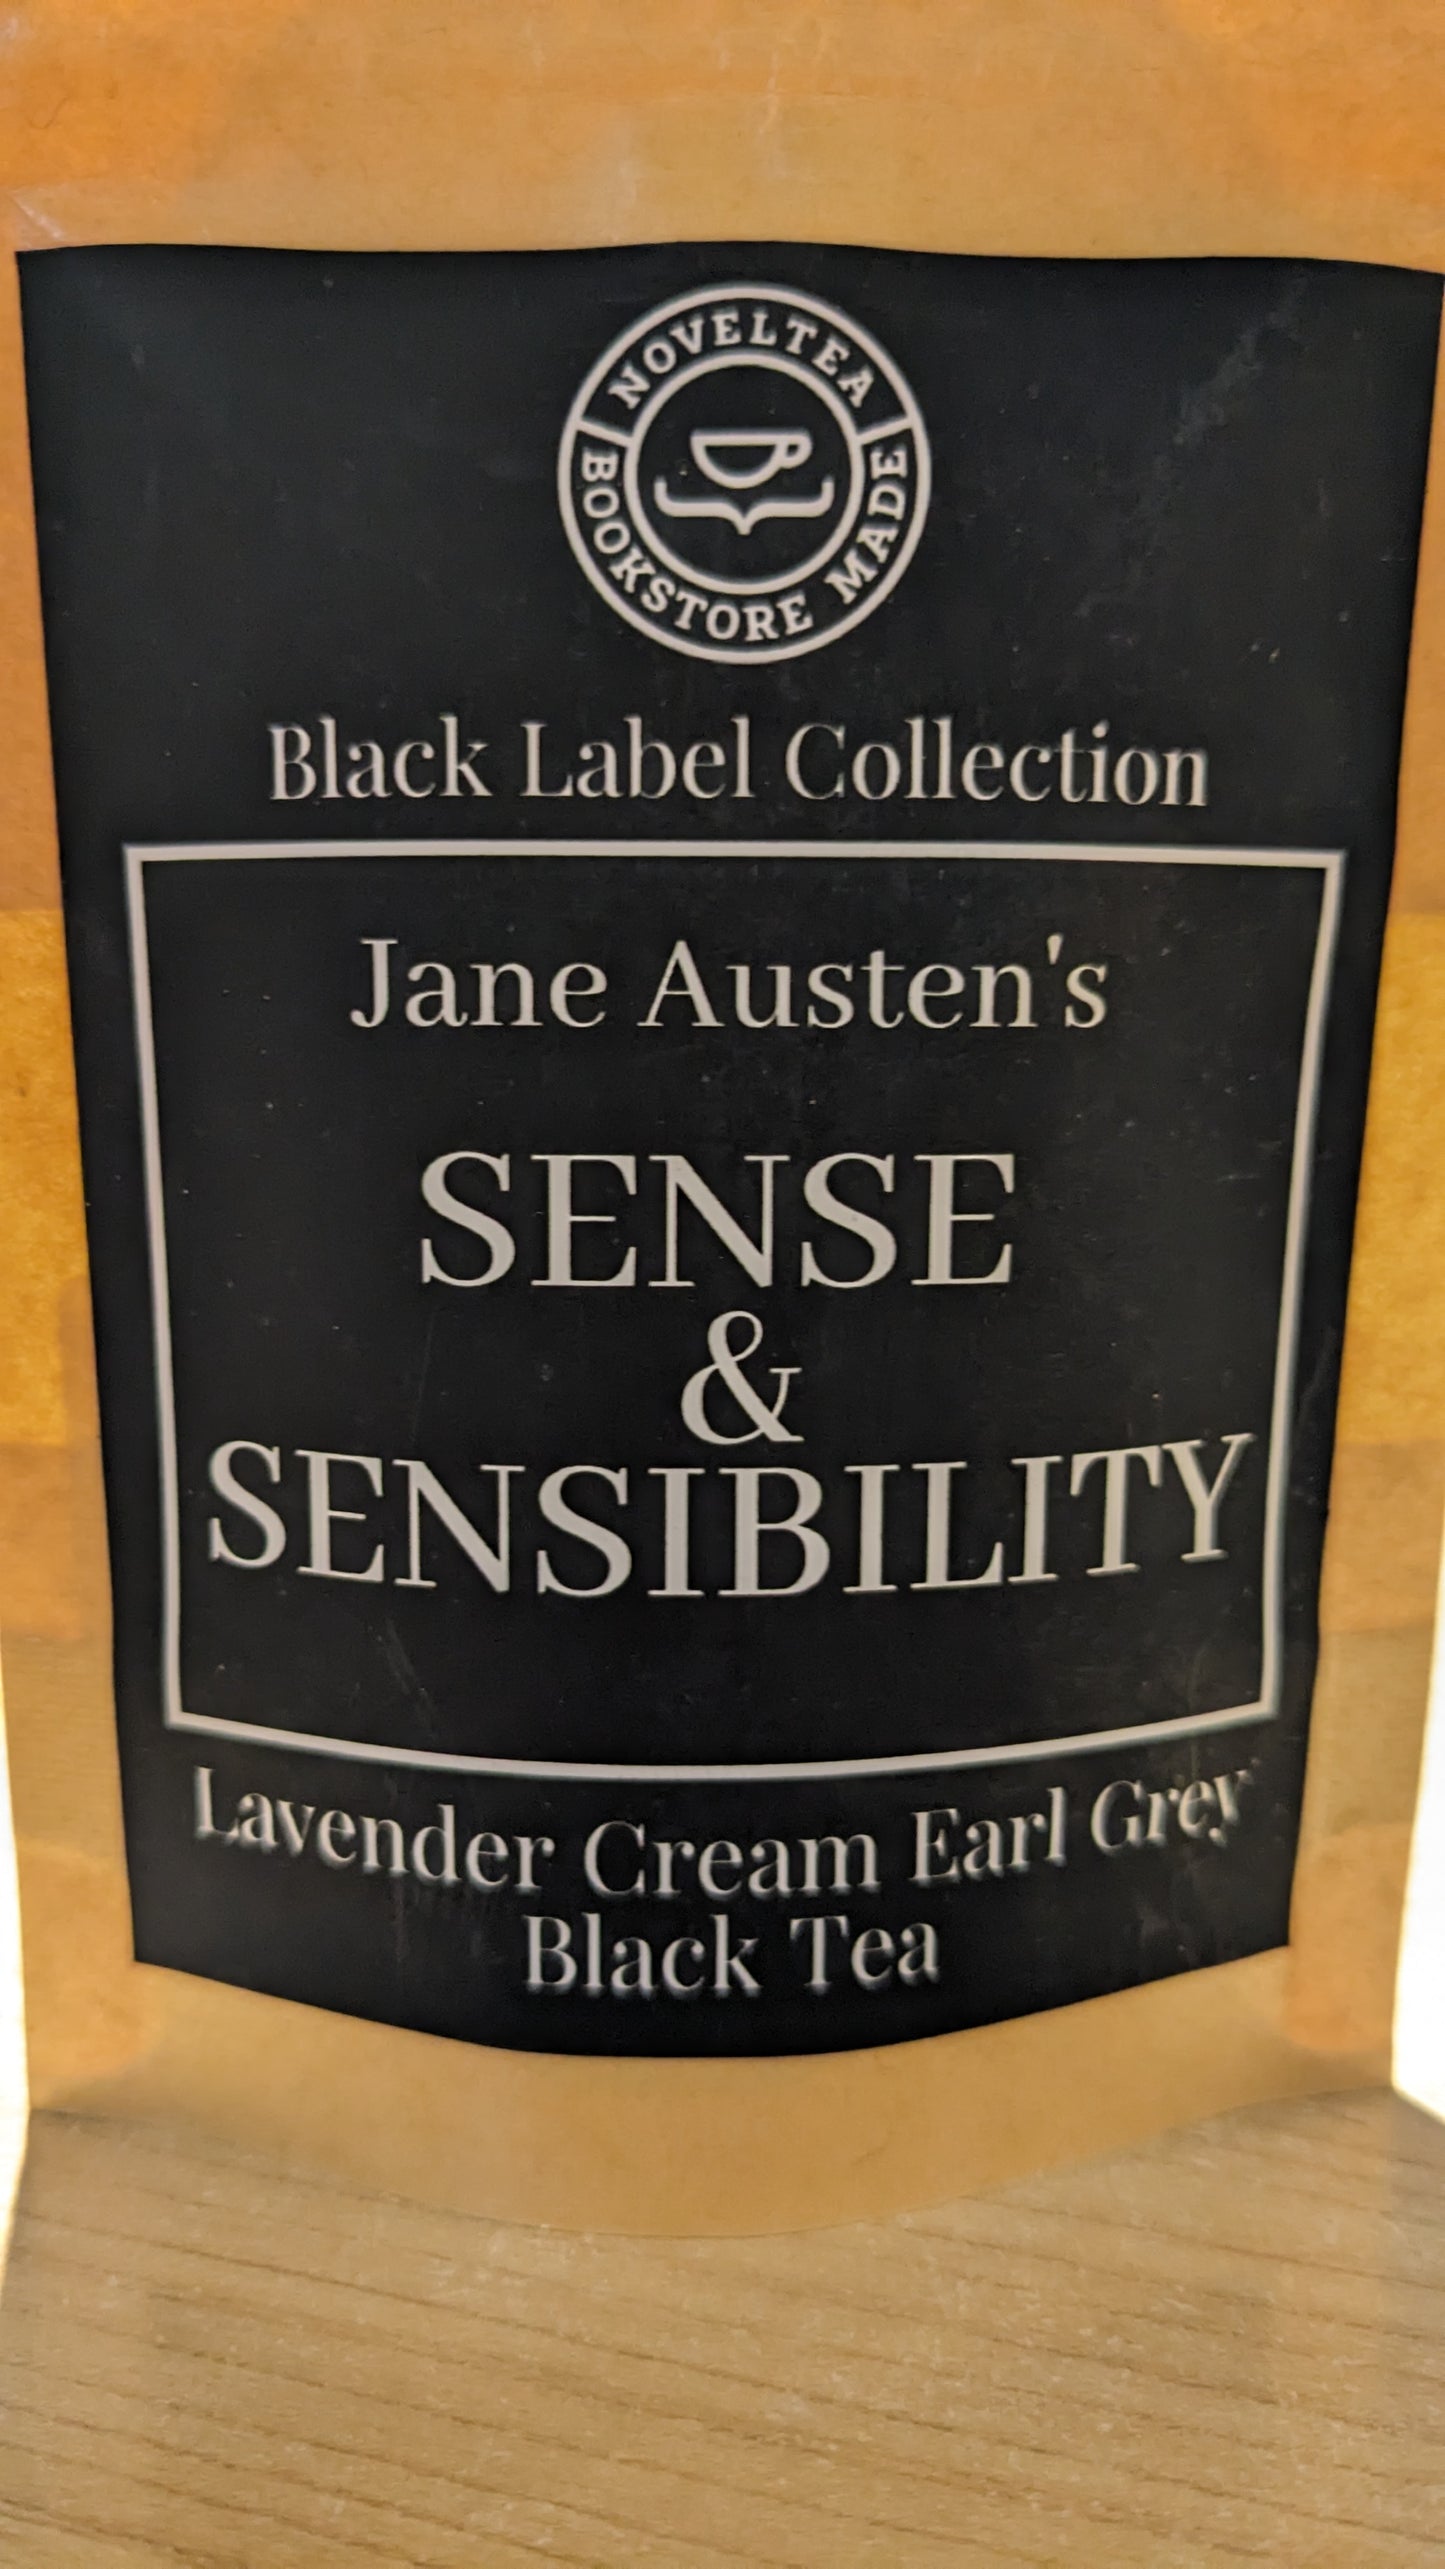 NOVELTEA
BOOKSTORE MADE
Black Label Collection
Jane Austen's
SENSE
&
SENSIBILITY
Lavender Cream Earl Grey
Black Tea